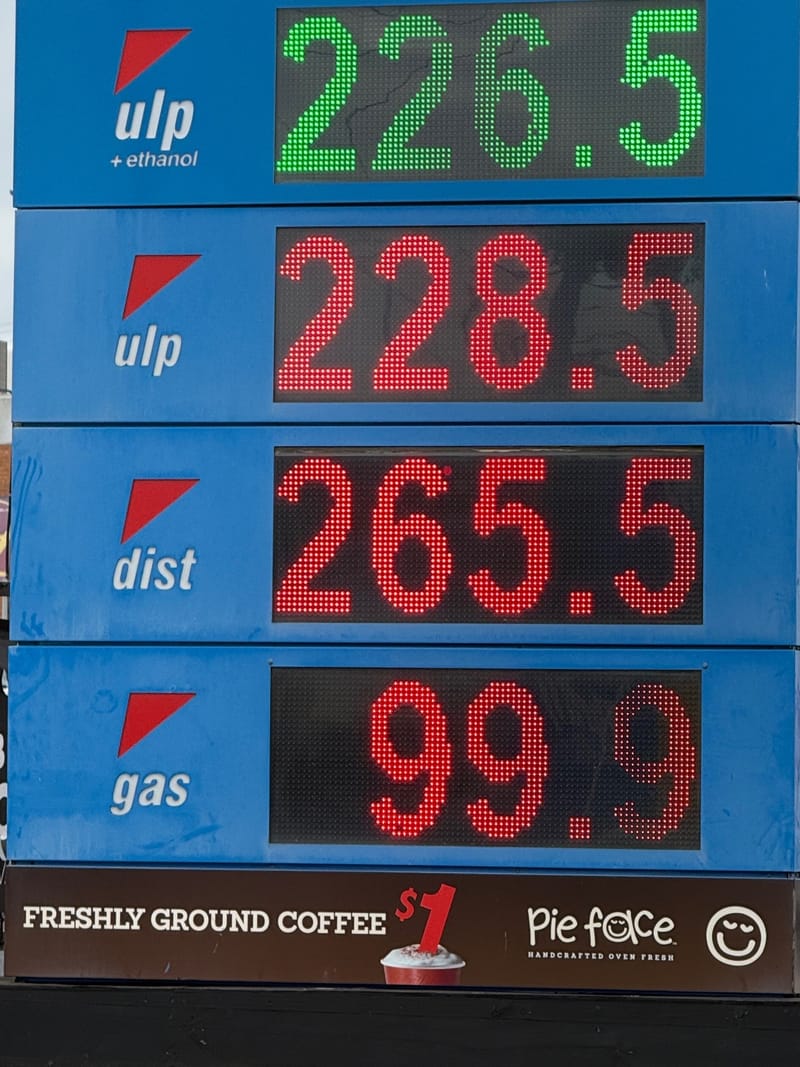 ulp
+ ethanol
226.5
ulp
228.5
dist
265.5
gas
99.9
FRESHLY GROUND COFFEE $1
Pie face™
HANDCRAFTED OVEN FRESH